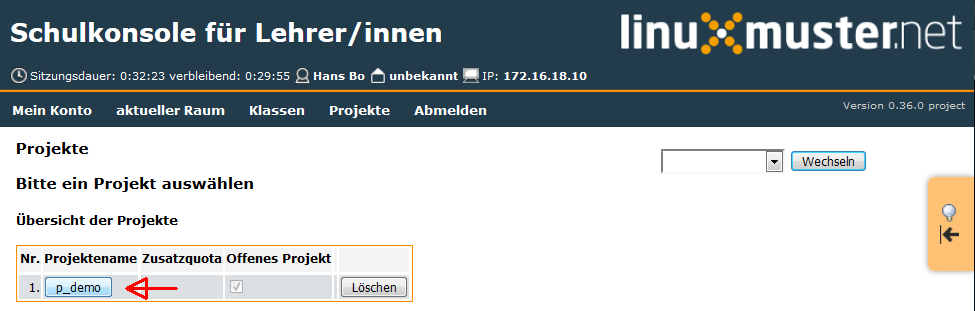 Schulkonsole für Lehrer/innen
linuxmuster.net
Sitzungsdauer: 0:32:23 verbleibend: 0:29:55 Hans Bo unbekannt IP: 172.16.18.10
Mein Konto aktueller Raum Klassen Projekte Abmelden
Version 0.36.0 project
Projekte
Wechseln
Bitte ein Projekt auswählen
Übersicht der Projekte
Nr. Projektename Zusatzquota Offenes Projekt
1. p_demo Löschen